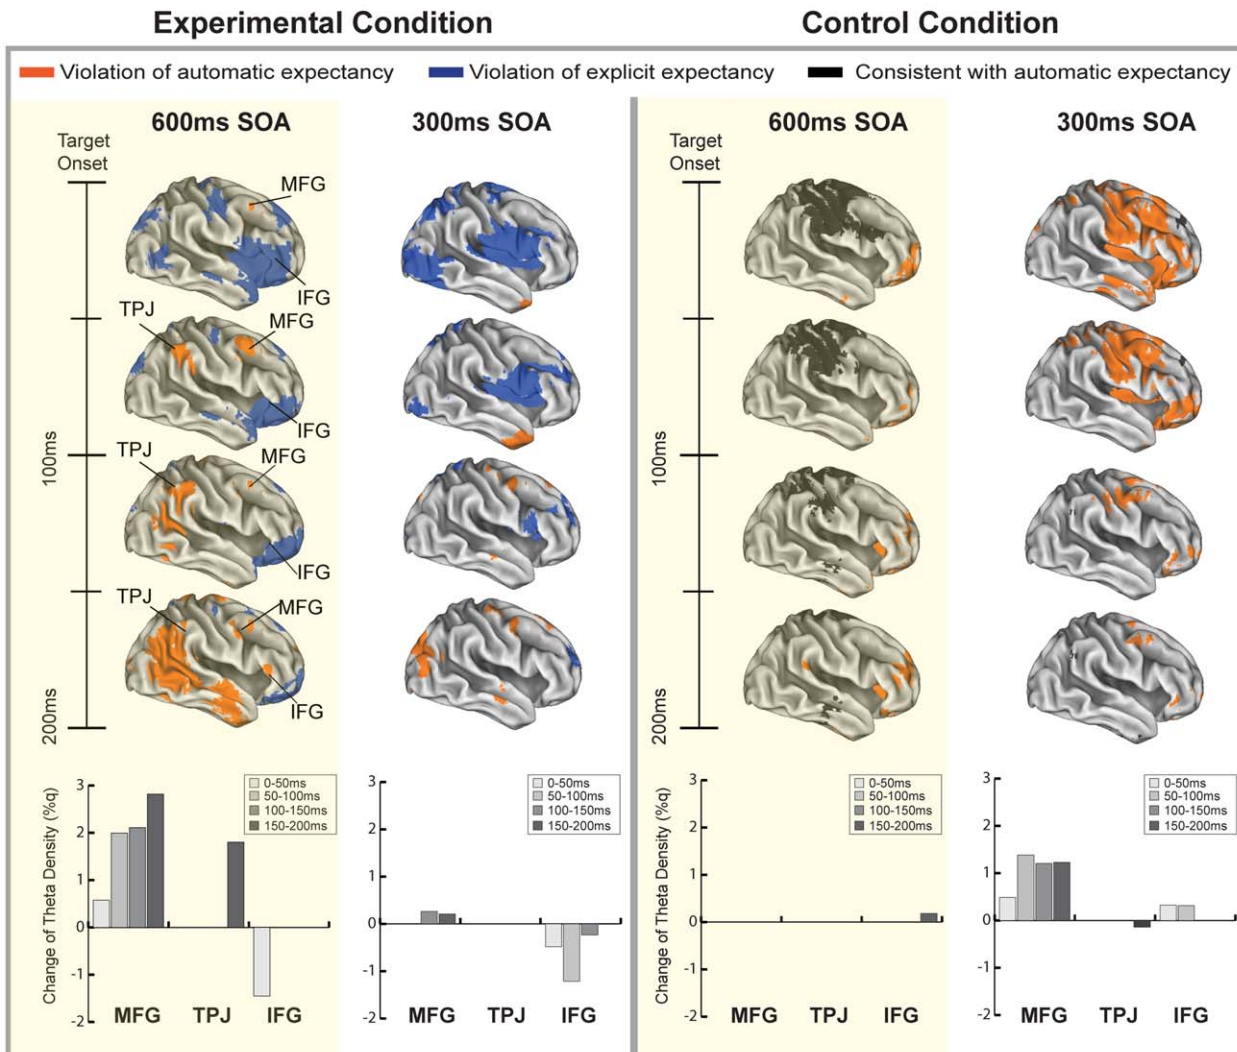 Experimental Condition
Control Condition
Violation of automatic expectancy
Violation of explicit expectancy
Consistent with automatic expectancy
600ms SOA
300ms SOA
600ms SOA
300ms SOA
Target
Onset
MFG
IFG
TPJ
MFG
IFG
100ms
TPJ
MFG
IFG
TPJ
MFG
IFG
200ms
Target
Onset
100ms
200ms
Change of Theta Density (%q)
3
2
1
0
-1
-2
0-50ms
50-100ms
100-150ms
150-200ms
MFG
TPJ
IFG
3
2
1
0
-1
-2
0-50ms
50-100ms
100-150ms
150-200ms
MFG
TPJ
IFG
Change of Theta Density (%q)
3
2
1
0
-1
-2
0-50ms
50-100ms
100-150ms
150-200ms
MFG
TPJ
IFG
3
2
1
0
-1
-2
0-50ms
50-100ms
100-150ms
150-200ms
MFG
TPJ
IFG